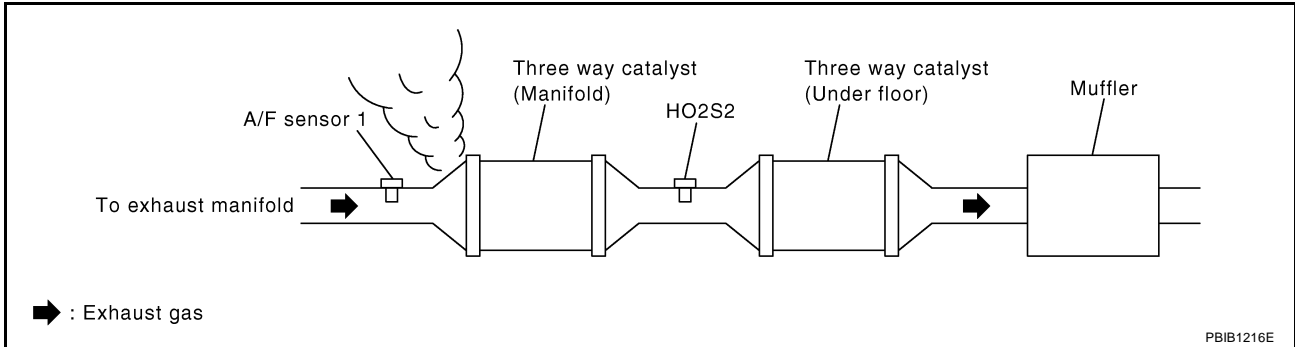 Three way catalyst
(Manifold)
Three way catalyst
(Under floor)
Muffler
HO2S2
A/F sensor 1
To exhaust manifold
: Exhaust gas
PBIB1216E